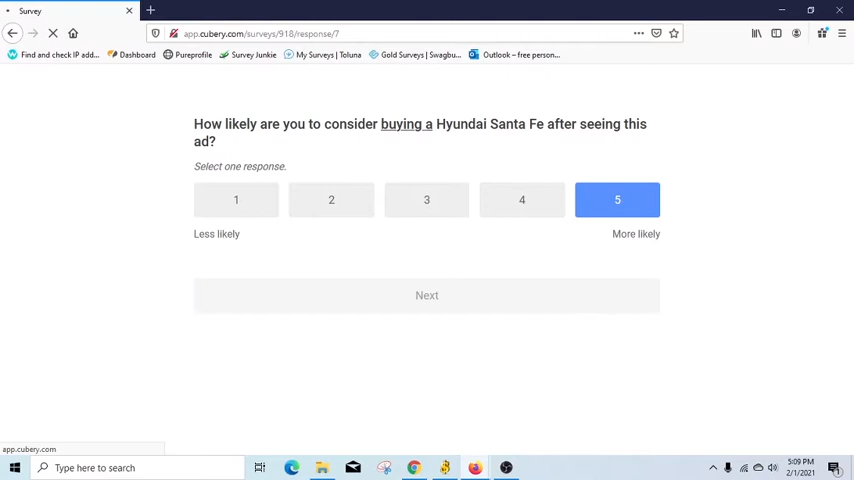 Survey
app.cubery.com/surveys/918/response/7
Find and check IP add...
Dashboard
Pureprofile
Survey Junkie
My Surveys | Toluna
Gold Surveys | Swagbu...
Outlook – free person...
How likely are you to consider buying a Hyundai Santa Fe after seeing this
ad?
Select one response.
1
2
3
4
5
Less likely
More likely
Next
app.cubery.com
Type here to search
5:09 PM
2/1/2021
1